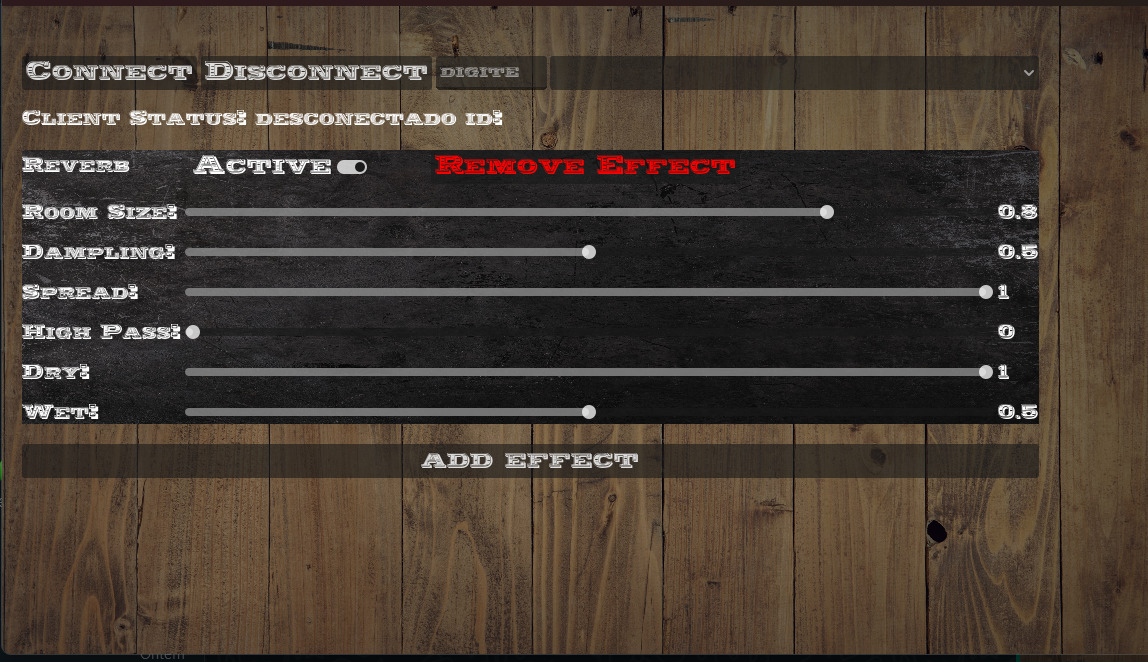 Connect Disconnect digite
Client Status: desconectado id:
Reverb Active Remove Effect
Room Size: 0.8
Dampling: 0.5
Spread: 1
High Pass: 0
Dry: 1
Wet: 0.5
add effect
Ontem